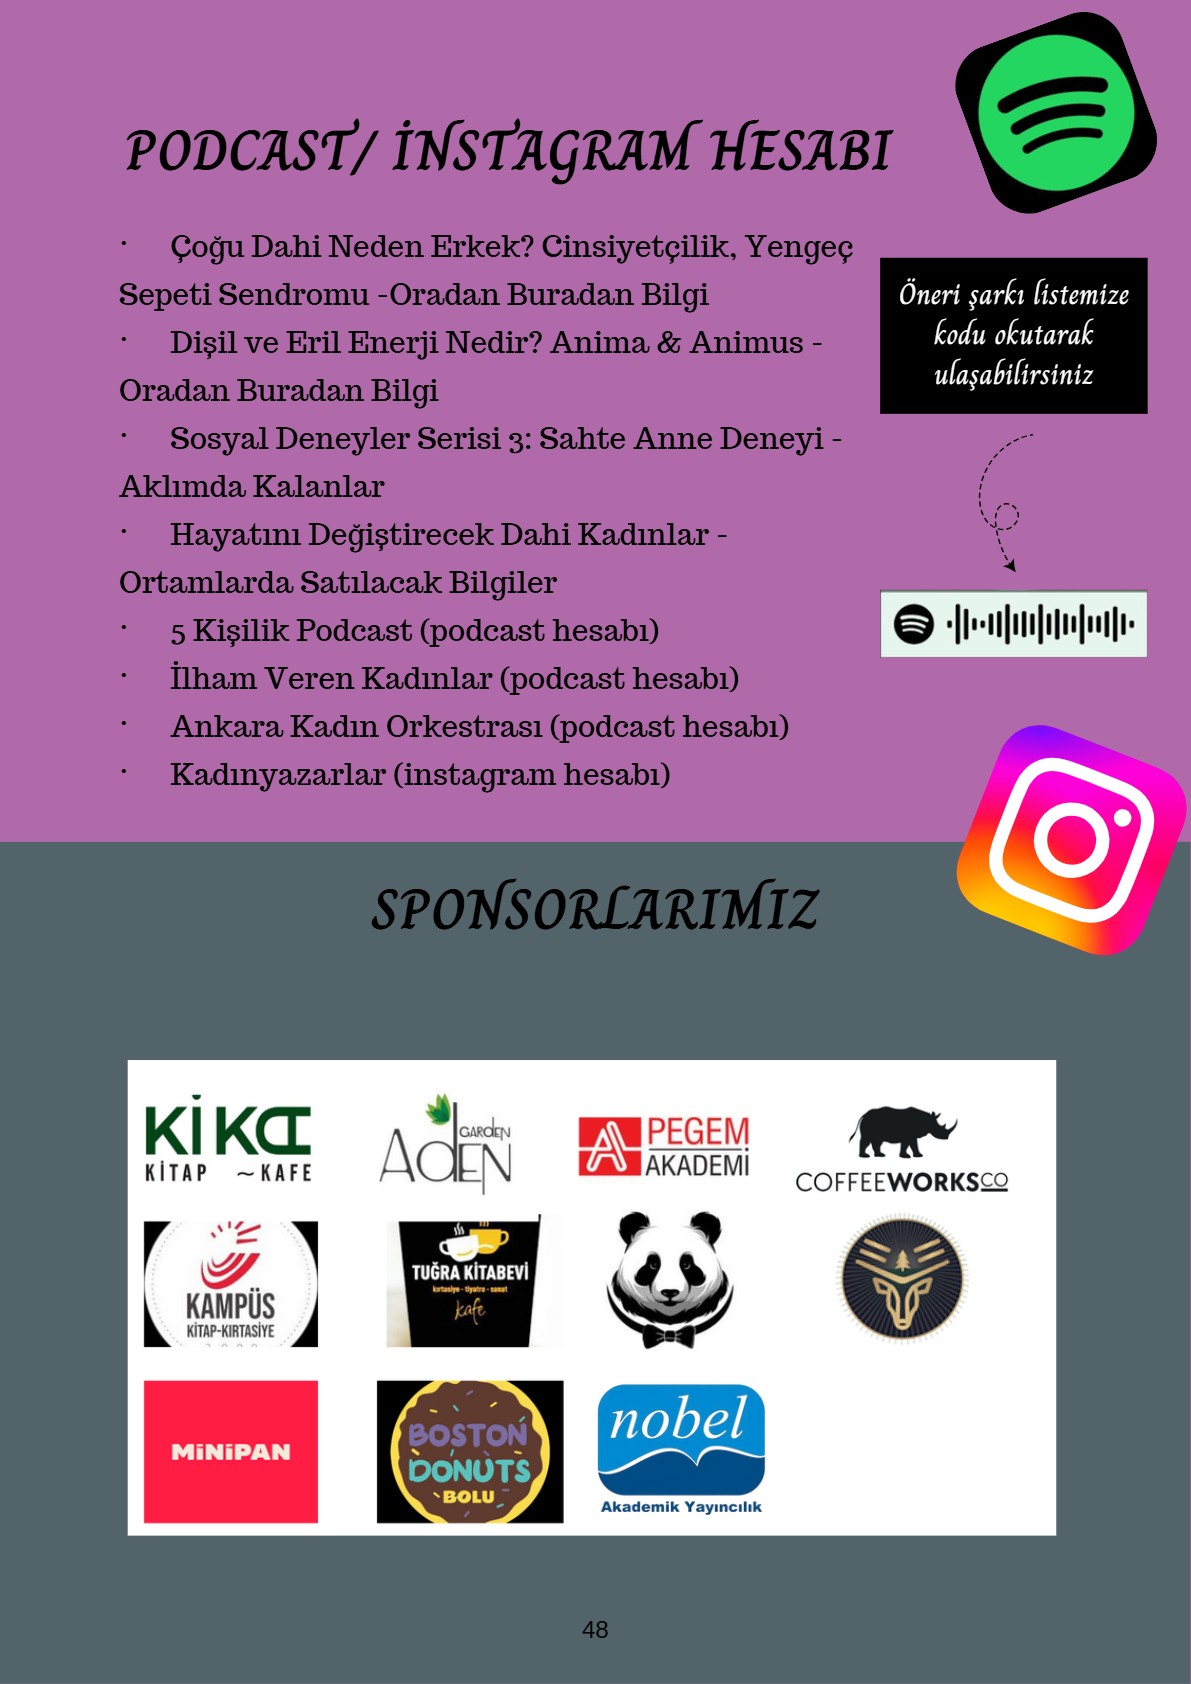 PODCAST/ İNSTAGRAM HESABI
· Çoğu Dahi Neden Erkek? Cinsiyetçilik, Yengeç
Sepeti Sendromu -Oradan Buradan Bilgi
· Dişil ve Eril Enerji Nedir? Anima & Animus -
Oradan Buradan Bilgi
· Sosyal Deneyler Serisi 3: Sahte Anne Deneyi -
Aklımda Kalanlar
· Hayatını Değiştirecek Dahi Kadınlar -
Ortamlarda Satılacak Bilgiler
· 5 Kişilik Podcast (podcast hesabı)
· İlham Veren Kadınlar (podcast hesabı)
· Ankara Kadın Orkestrası (podcast hesabı)
· Kadınyazarlar (instagram hesabı)
Öneri şarkı listemize
kodu okutarak
ulaşabilirsiniz
SPONSORLARIMIZ
KİKA
KİTAP ~KAFE
GARDEN
ADEN
PEGEM
AKADEMİ
COFFEEWORKSCO
KAMPÜS
KİTAP-KIRTASİYE
TUĞRA KİTABEVİ
kırtasiye - tiyatro - sanat
kafe
MiNiPAN
BOSTON
DONUTS
BOLU
nobel
Akademik Yayıncılık
48